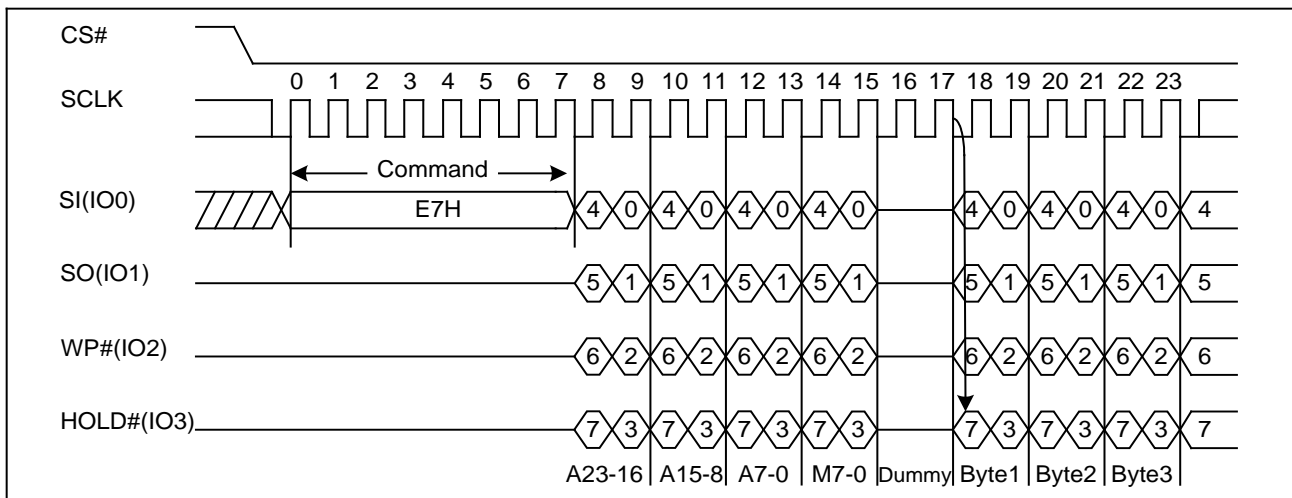 CS#
0 1 2 3 4 5 6 7 8 9 10 11 12 13 14 15 16 17 18 19 20 21 22 23
SCLK
Command
SI(IO0)
E7H 4 0 4 0 4 0 4 0 4 0 4 0 4 0 4
SO(IO1) 5 1 5 1 5 1 5 1 5 1 5 1 5 1 5
WP#(IO2) 6 2 6 2 6 2 6 2 6 2 6 2 6 2 6
HOLD#(IO3) 7 3 7 3 7 3 7 3 7 3 7 3 7 3 7
A23-16 A15-8 A7-0 M7-0 Dummy Byte1 Byte2 Byte3